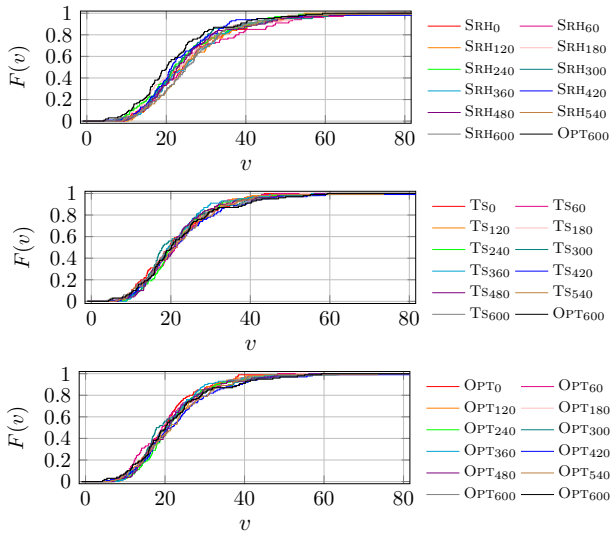 F(v)
1
0.8
0.6
0.4
0.2
0
0 20 40 60 80
v
SRH0 SRH60
SRH120 SRH180
SRH240 SRH300
SRH360 SRH420
SRH480 SRH540
SRH600 OPT600
F(v)
1
0.8
0.6
0.4
0.2
0
0 20 40 60 80
v
TS0 TS60
TS120 TS180
TS240 TS300
TS360 TS420
TS480 TS540
TS600 OPT600
F(v)
1
0.8
0.6
0.4
0.2
0
0 20 40 60 80
v
OPT0 OPT60
OPT120 OPT180
OPT240 OPT300
OPT360 OPT420
OPT480 OPT540
OPT600 OPT600